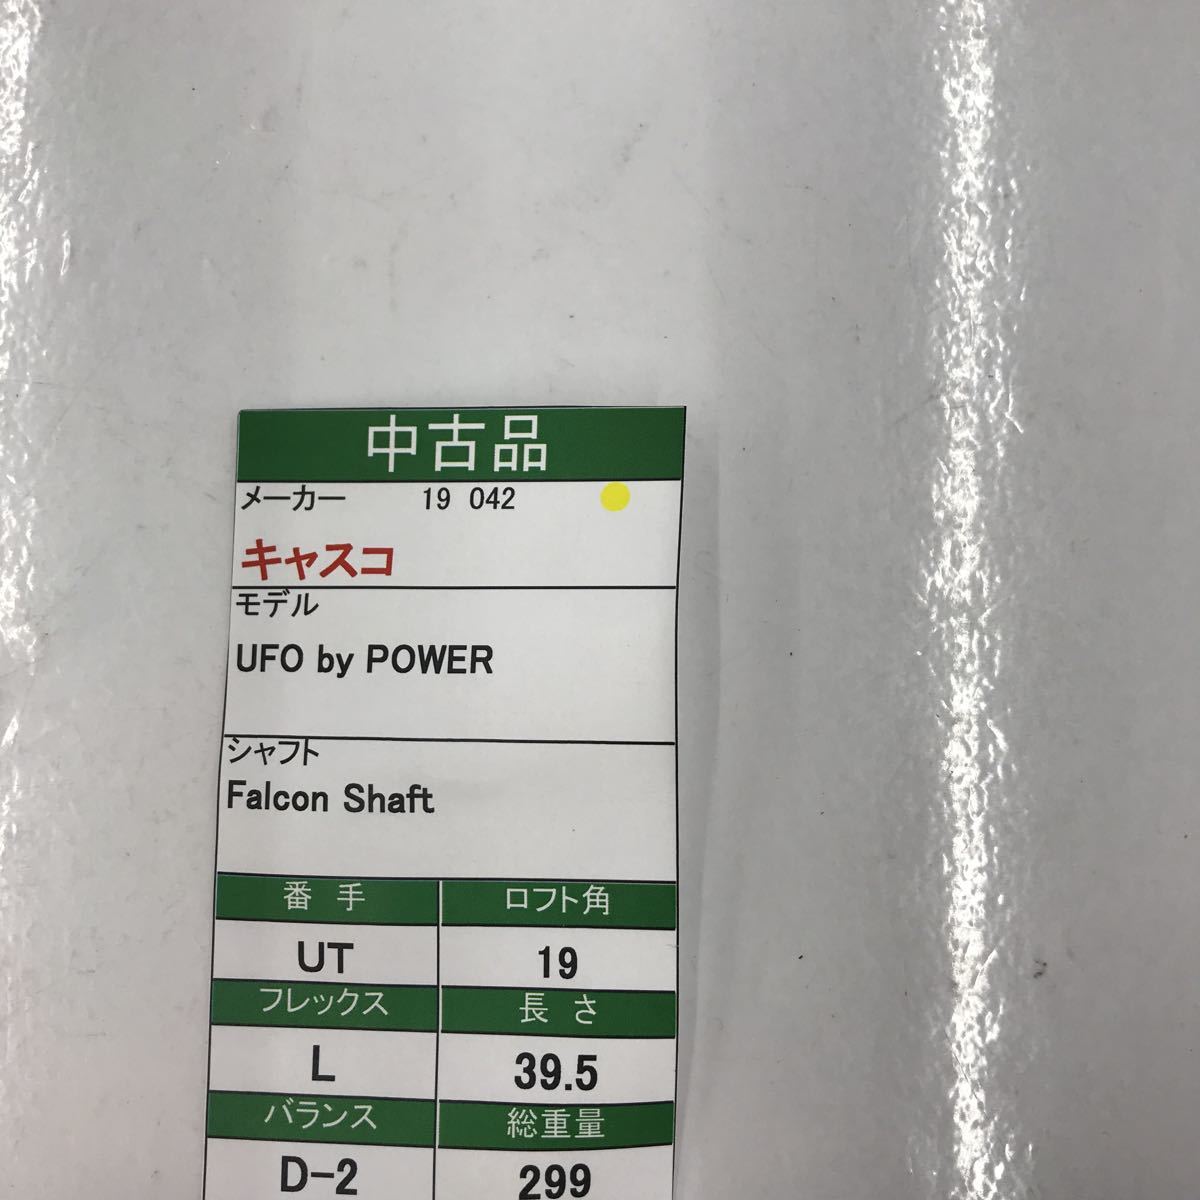 中古品
メーカー 19 042
キャスコ
モデル
UFO by POWER
シャフト
Falcon Shaft
番 手 ロフト角
UT 19
フレックス 長 さ
L 39.5
バランス 総重量
D-2 299